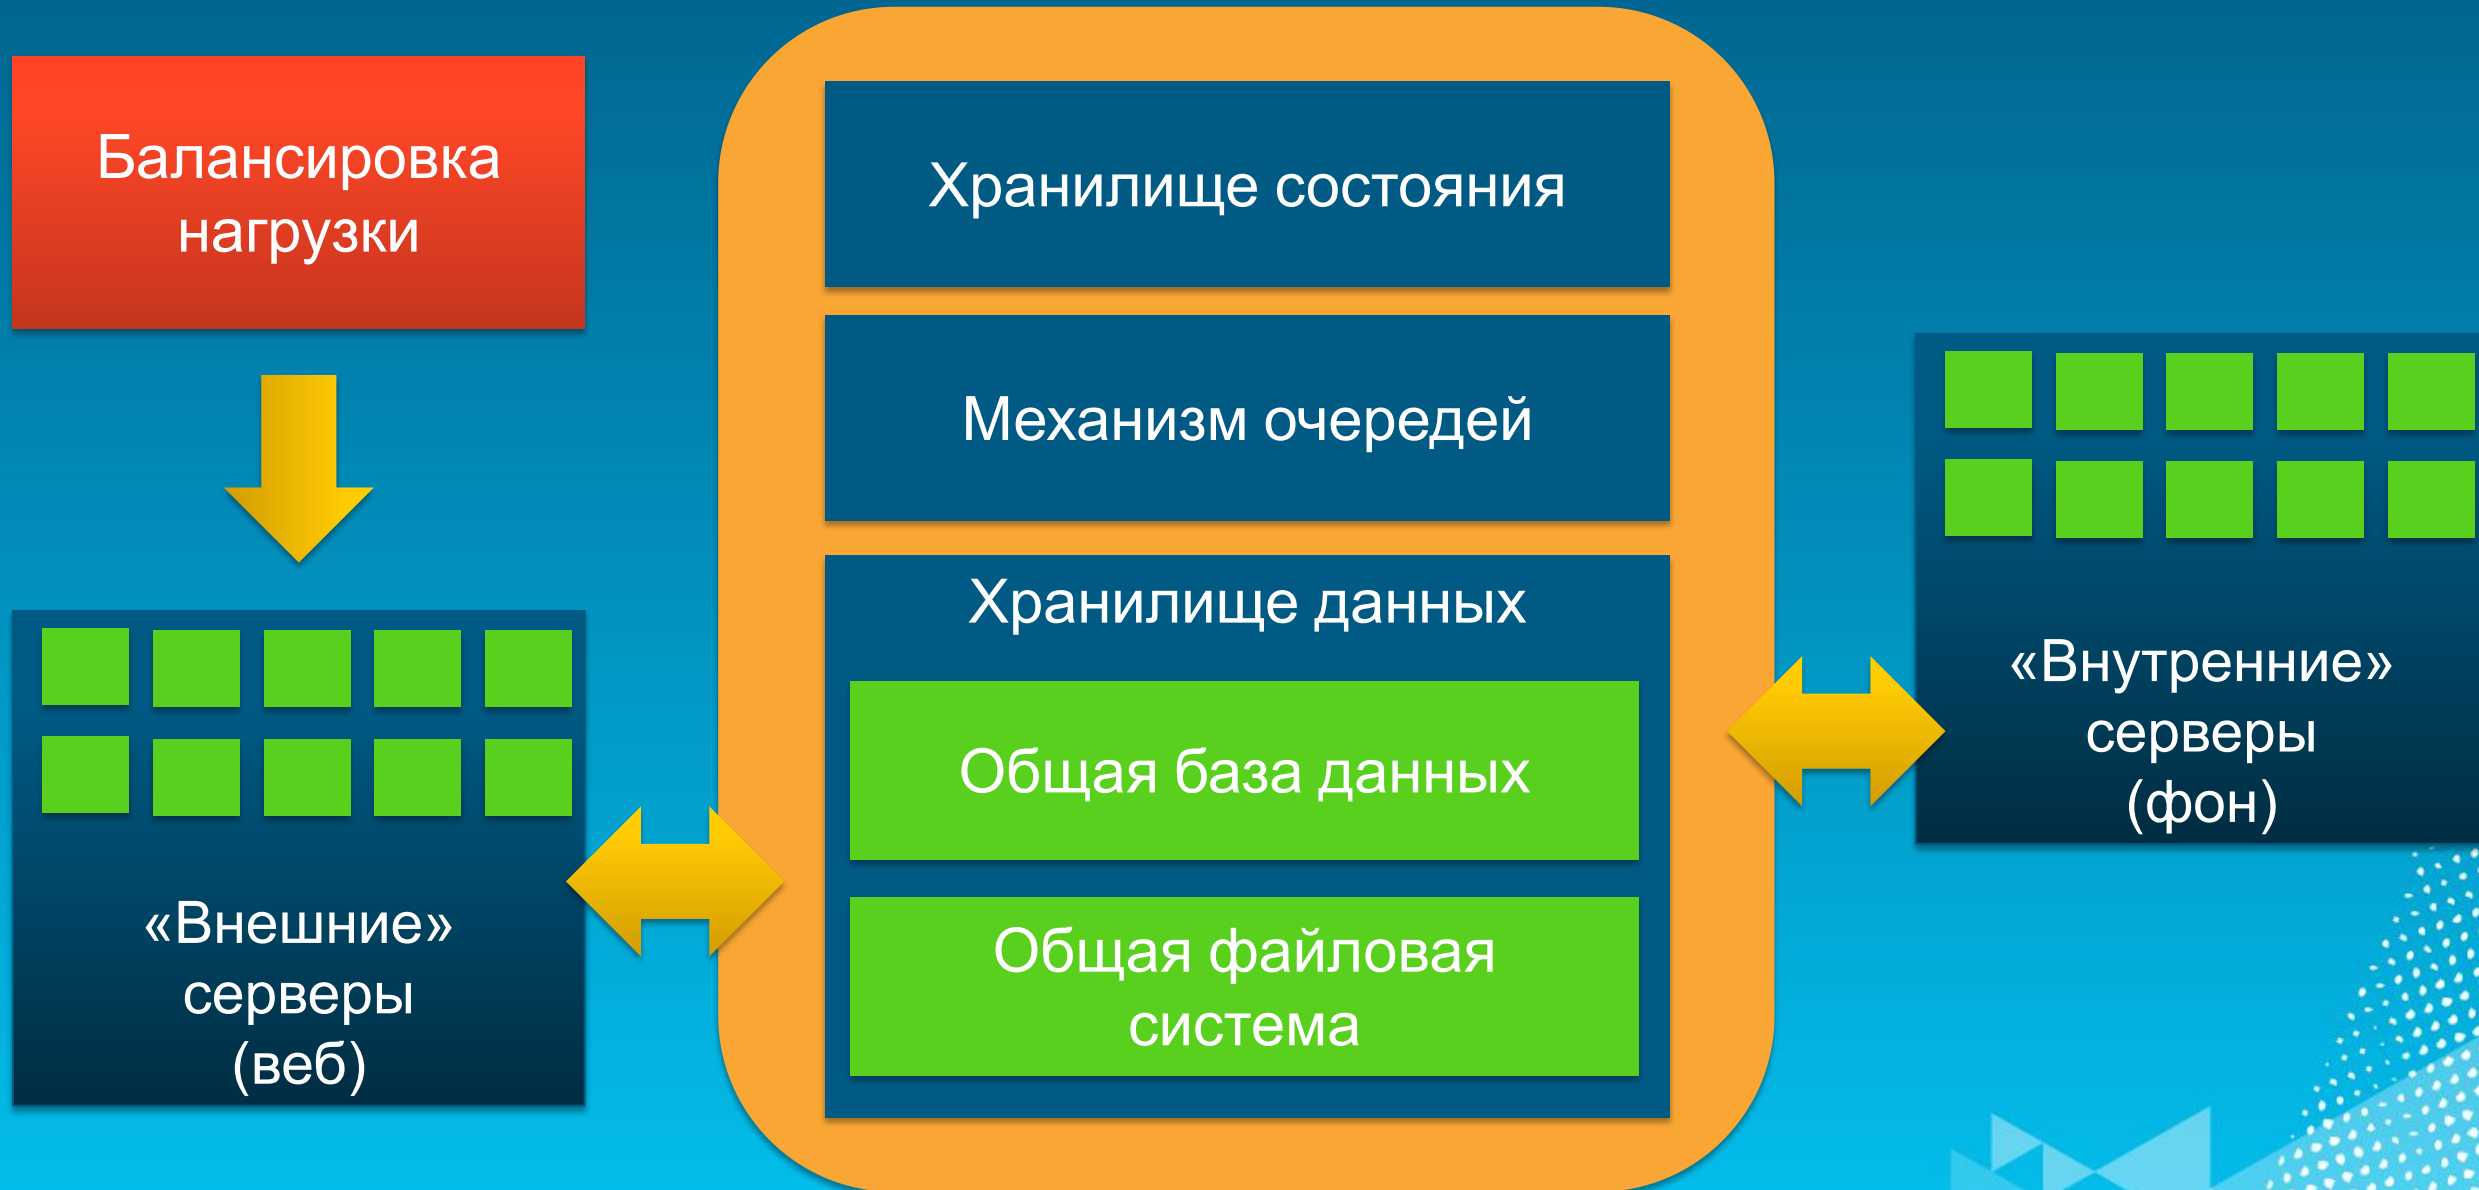 Балансировка
нагрузки
«Внешние»
серверы
(веб)
Хранилище состояния
Механизм очередей
Хранилище данных
Общая база данных
Общая файловая
система
«Внутренние»
серверы
(фон)